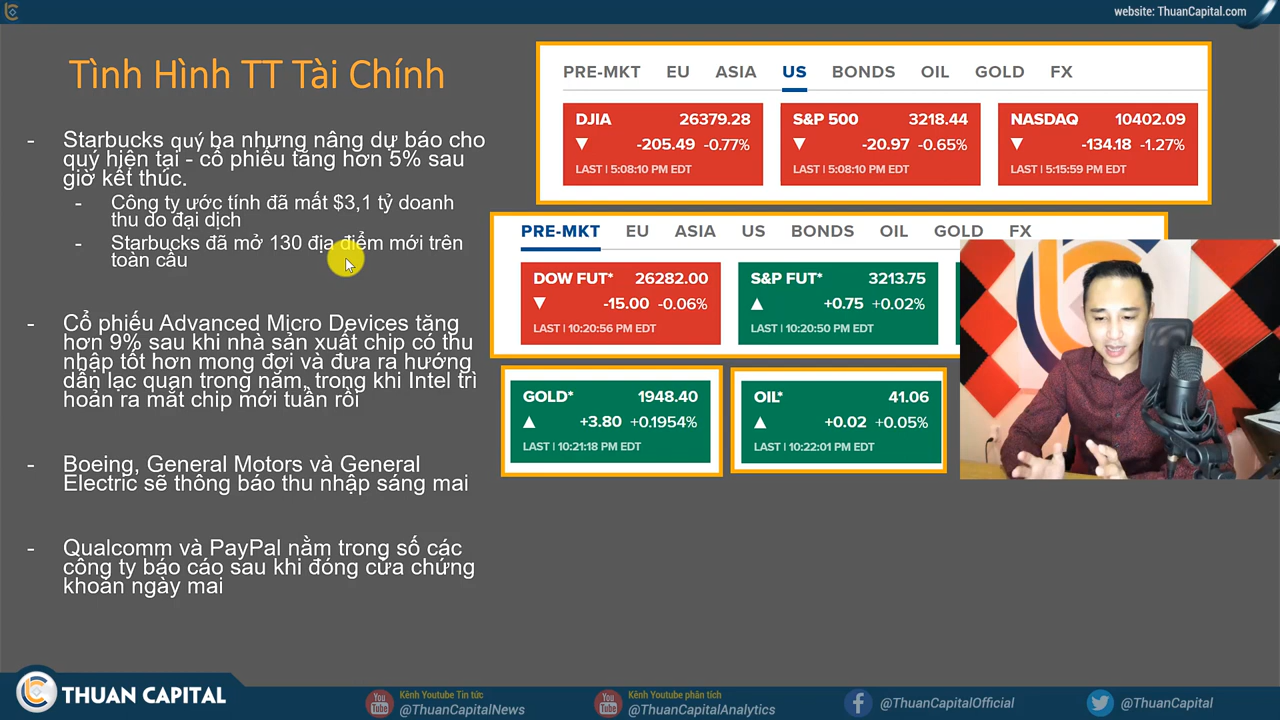 website: ThuanCapital.com
Tình Hình TT Tài Chính
- Starbucks quý ba nhưng nâng dự báo cho
quý hiện tại - cổ phiếu tăng hơn 5% sau
giờ kết thúc.
- Công ty ước tính đã mất $3,1 tỷ doanh
thu do đại dịch
- Starbucks đã mở 130 địa điểm mới trên
toàn cầu
- Cổ phiếu Advanced Micro Devices tăng
hơn 9% sau khi nhà sản xuất chip có thu
nhập tốt hơn mong đợi và đưa ra hướng
dẫn lạc quan trong năm, trong khi Intel trì
hoãn ra mắt chip mới tuần rồi
- Boeing, General Motors và General
Electric sẽ thông báo thu nhập sáng mai
- Qualcomm và PayPal nằm trong số các
công ty báo cáo sau khi đóng cửa chứng
khoán ngày mai
PRE-MKT EU ASIA US BONDS OIL GOLD FX
DJIA 26379.28
▼ -205.49 -0.77%
LAST | 5:08:10 PM EDT
S&P 500 3218.44
▼ -20.97 -0.65%
LAST | 5:08:10 PM EDT
NASDAQ 10402.09
▼ -134.18 -1.27%
LAST | 5:15:59 PM EDT
PRE-MKT EU ASIA US BONDS OIL GOLD FX
DOW FUT* 26282.00
▼ -15.00 -0.06%
LAST | 10:20:56 PM EDT
S&P FUT* 3213.75
▲ +0.75 +0.02%
LAST | 10:20:50 PM EDT
GOLD* 1948.40
▲ +3.80 +0.1954%
LAST | 10:21:18 PM EDT
OIL* 41.06
▲ +0.02 +0.05%
LAST | 10:22:01 PM EDT
THUAN CAPITAL
You Tube
Kênh Youtube Tin tức
@ThuanCapitalNews
You Tube
Kênh Youtube phân tích
@ThuanCapitalAnalytics
@ThuanCapitalOfficial
@ThuanCapital